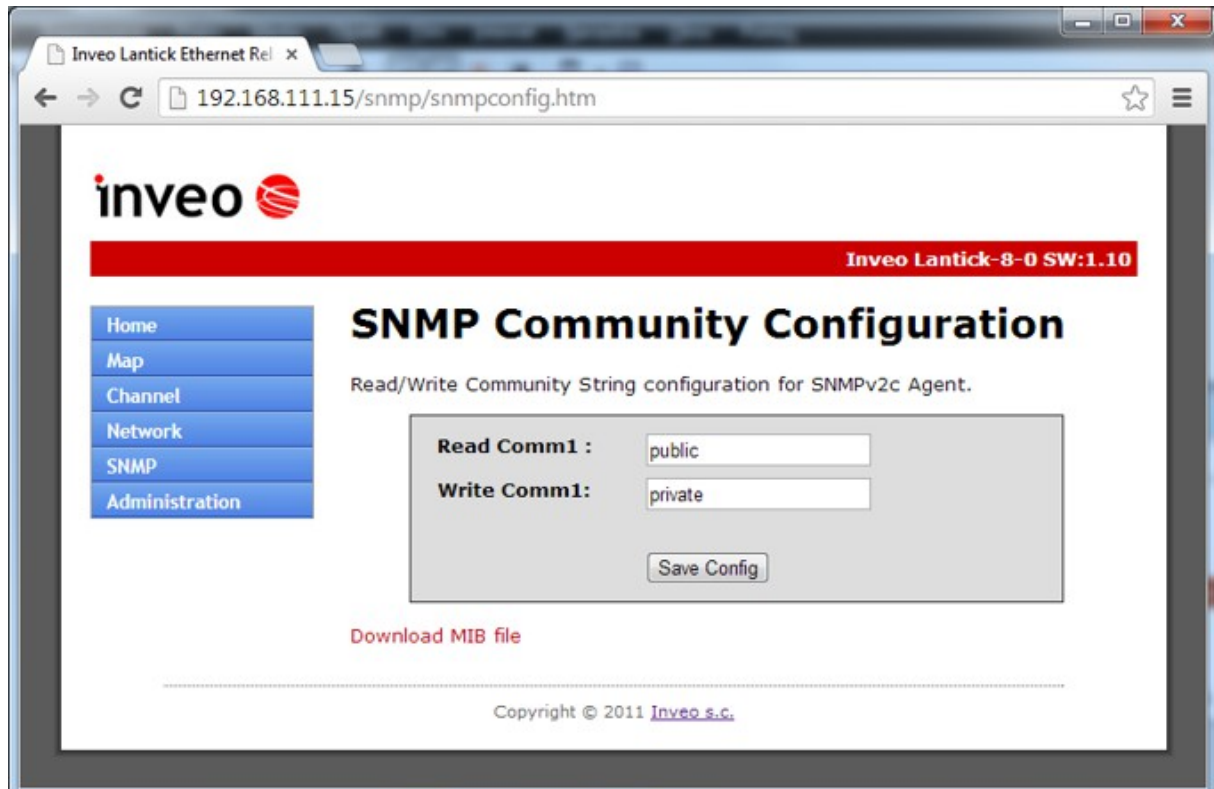 Inveo Lantick Ethernet Rel
192.168.111.15/snmp/snmpconfig.htm
inveo
Inveo Lantick-8-0 SW:1.10
Home
Map
Channel
Network
SNMP
Administration
SNMP Community Configuration
Read/Write Community String configuration for SNMPv2c Agent.
Read Comm1 : public
Write Comm1: private
Save Config
Download MIB file
Copyright © 2011 Inveo s.c.